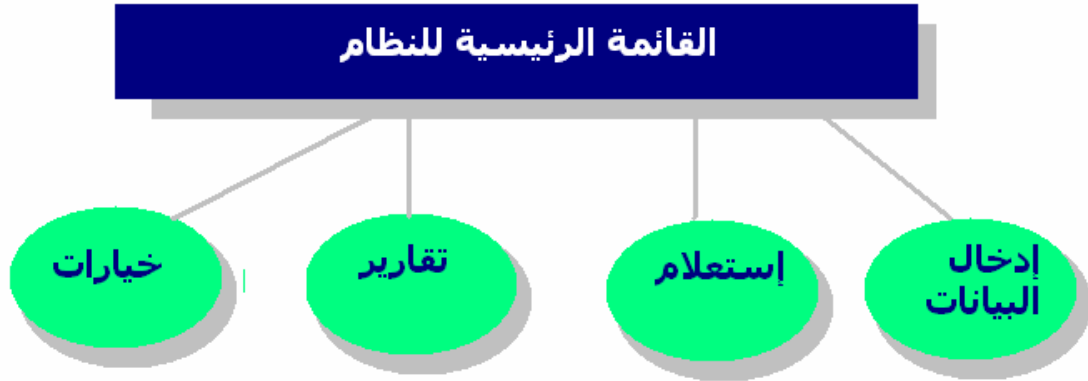 القائمة الرئيسية للنظام
إدخال
البيانات
إستعلام
تقارير
خيارات